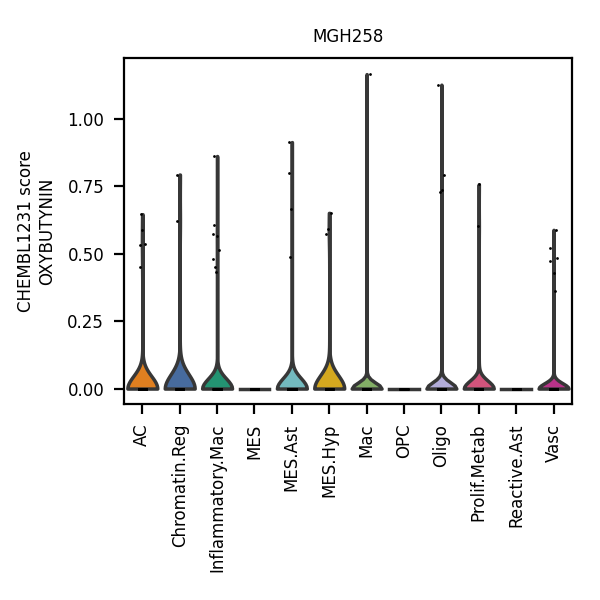 MGH258
CHEMBL1231 score
OXYBUTYNIN
1.00
0.75
0.50
0.25
0.00
AC
Chromatin.Reg
Inflammatory.Mac
MES
MES.Ast
MES.Hyp
Mac
OPC
Oligo
Prolif.Metab
Reactive.Ast
Vasc